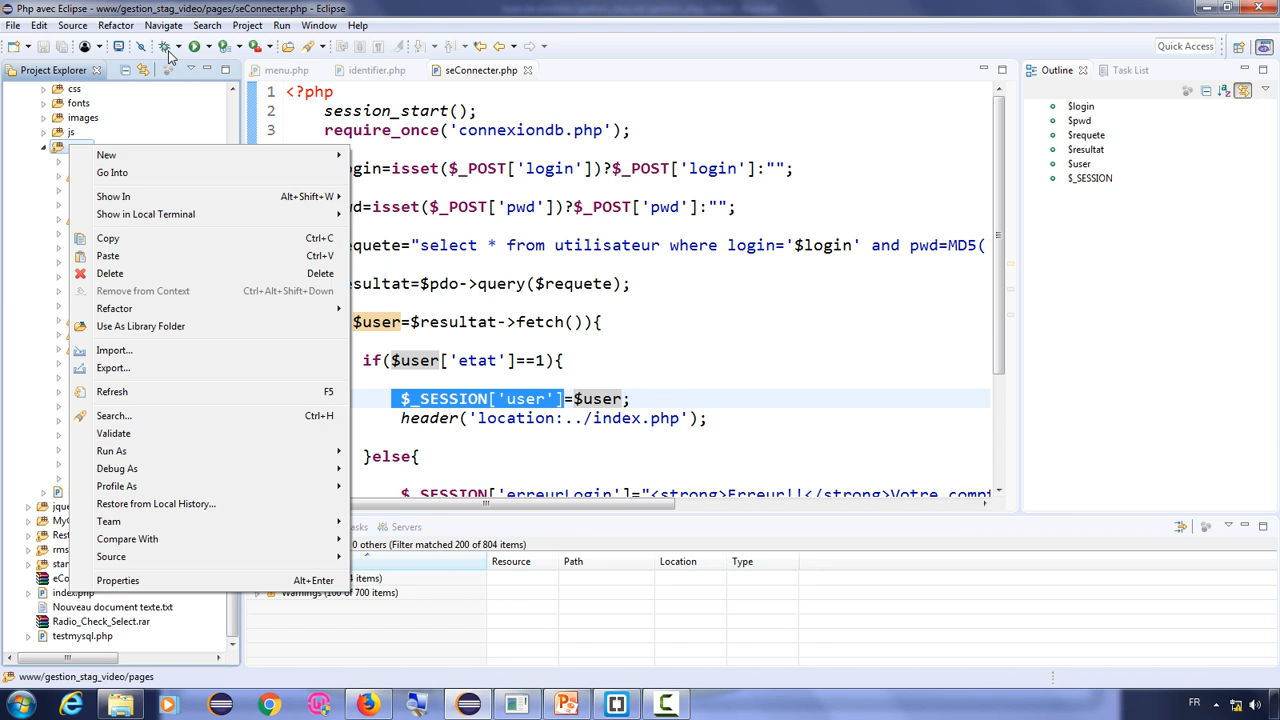 Php avec Eclipse - www/gestion_stag_video/pages/seConnecter.php - Eclipse
File Edit Source Refactor Navigate Search Project Run Window Help
Quick Access
Project Explorer
menu.php identifier.php seConnecter.php
Outline Task List
css
fonts
images
js
New
Go Into
Show In Alt+Shift+W
Show in Local Terminal
Copy Ctrl+C
Paste Ctrl+V
Delete Delete
Remove from Context Ctrl+Alt+Shift+Down
Refactor
Use As Library Folder
Import...
Export...
Refresh F5
Search... Ctrl+H
Validate
Run As
Debug As
Profile As
Restore from Local History...
Team
Compare With
Source
Properties Alt+Enter
index.php
Nouveau document texte.txt
Radio_Check_Select.rar
testmysql.php
1 <?php
2 session_start();
3 require_once('connexiondb.php');
ogin=isset($_POST['login'])?$_POST['login']:"";
d=isset($_POST['pwd'])?$_POST['pwd']:"";
equete="select * from utilisateur where login='$login' and pwd=MD5(
sultat=$pdo->query($requete);
$user=$resultat->fetch()){
if($user['etat']==1){
$_SESSION['user']=$user;
header('location:../index.php');
}else{
$_SESSION['erreurLogin']="<strong>Erreur!!</strong>Votre compt
$login
$pwd
$requete
$resultat
$user
$_SESSION
Servers
0 others (Filter matched 200 of 804 items)
Resource Path Location Type
Warnings (100 of 700 items)
www/gestion_stag_video/pages
FR